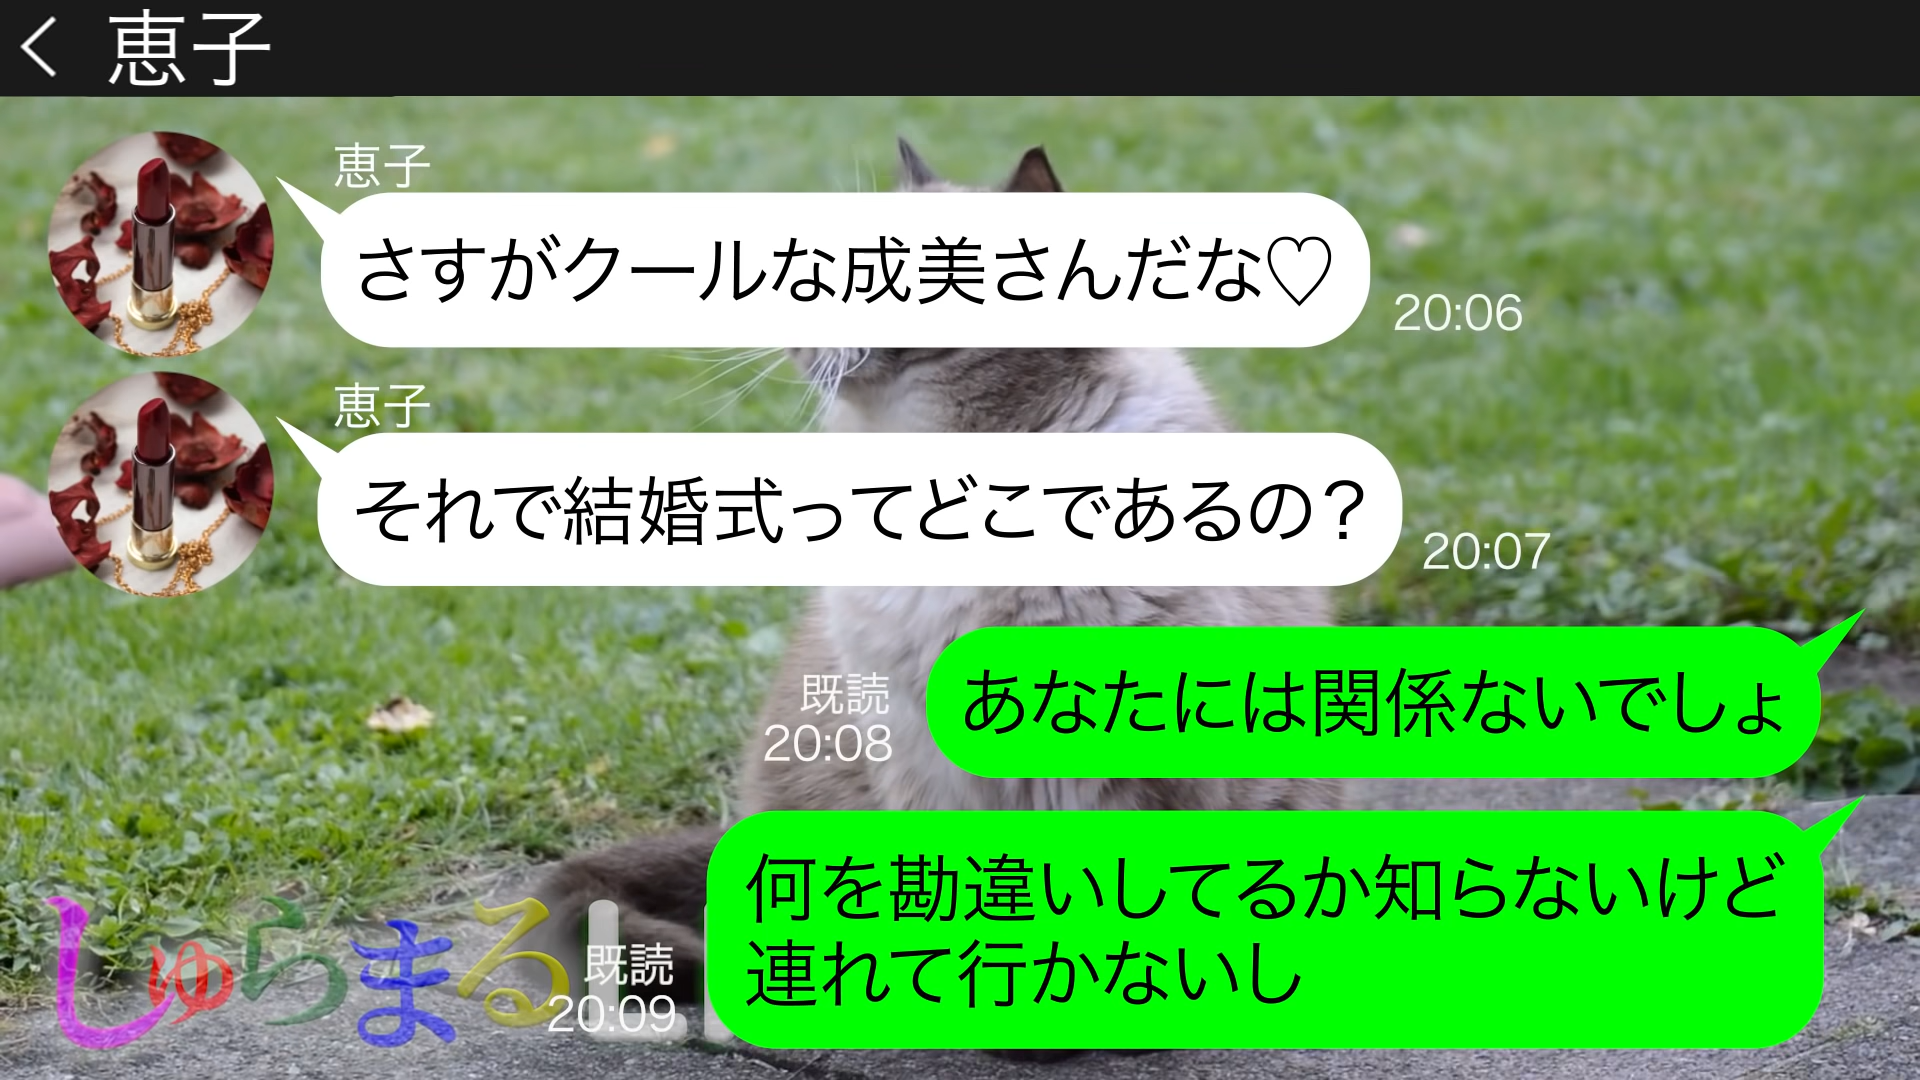 恵子
恵子
さすがクールな成美さんだな♡
20:06
恵子
それで結婚式ってどこであるの？
20:07
あなたには関係ないでしょ
既読
20:08
何を勘違いしてるか知らないけど
連れて行かないし
既読
20:09
しゅらまる